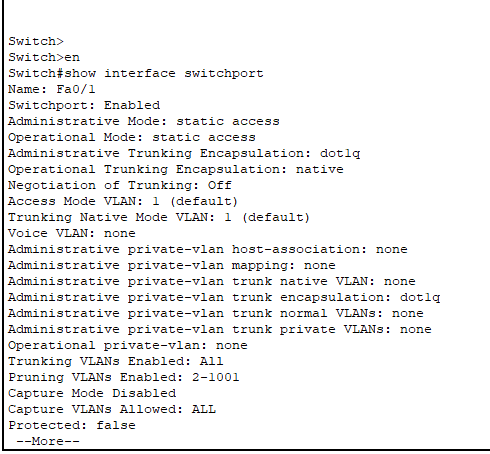 Switch>
Switch>en
Switch#show interface switchport
Name: Fa0/1
Switchport: Enabled
Administrative Mode: static access
Operational Mode: static access
Administrative Trunking Encapsulation: dot1q
Operational Trunking Encapsulation: native
Negotiation of Trunking: Off
Access Mode VLAN: 1 (default)
Trunking Native Mode VLAN: 1 (default)
Voice VLAN: none
Administrative private-vlan host-association: none
Administrative private-vlan mapping: none
Administrative private-vlan trunk native VLAN: none
Administrative private-vlan trunk encapsulation: dot1q
Administrative private-vlan trunk normal VLANs: none
Administrative private-vlan trunk private VLANs: none
Operational private-vlan: none
Trunking VLANs Enabled: All
Pruning VLANs Enabled: 2-1001
Capture Mode Disabled
Capture VLANs Allowed: ALL
Protected: false
 --More--